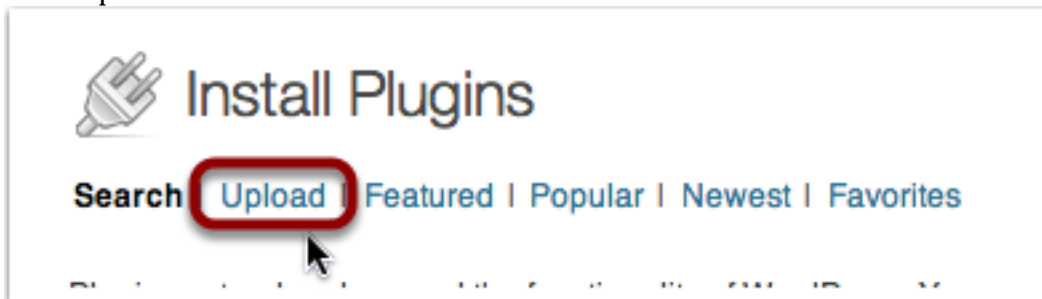 Install Plugins
Search | Upload | Featured | Popular | Newest | Favorites